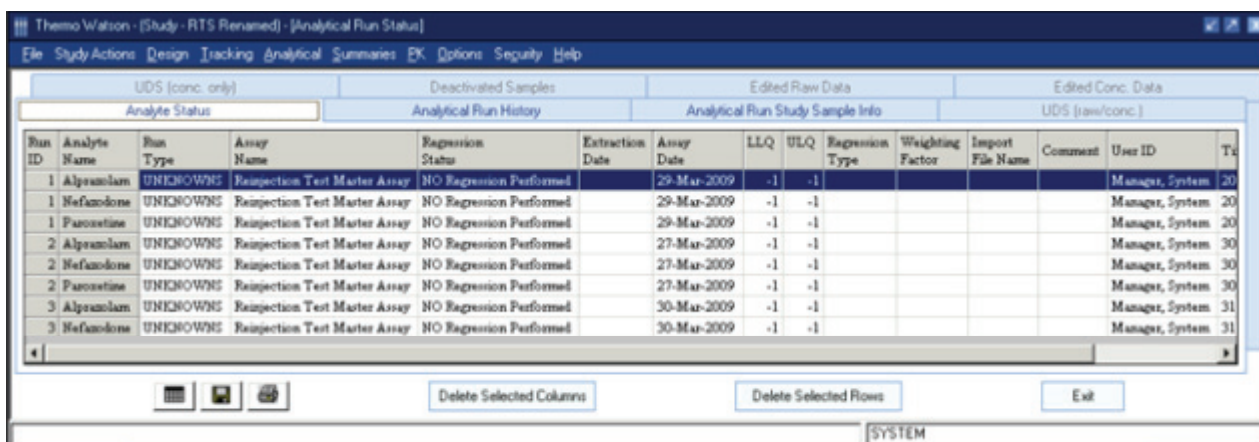 Thermo Watson - (Study - RTS Renamed) - [Analytical Run Status]
File Study Actions Design Tracking Analytical Summaries PK Options Security Help
UDS (conc. only) Deactivated Samples Edited Raw Data Edited Conc. Data
Analyte Status Analytical Run History Analytical Run Study Sample Info UDS (raw/conc.)
Run ID Analyte Name Run Type Assay Name Regression Status Extraction Date Assay Date LLQ ULQ Regression Type Weighting Factor Import File Name Comment User ID
1 Alprazolam UNKNOWNS Reinjection Test Master Assay NO Regression Performed 29-Mar-2009 -1 -1 Manager, System 20
1 Nefazodone UNKNOWNS Reinjection Test Master Assay NO Regression Performed 29-Mar-2009 -1 -1 Manager, System 20
1 Paroxetine UNKNOWNS Reinjection Test Master Assay NO Regression Performed 29-Mar-2009 -1 -1 Manager, System 20
2 Alprazolam UNKNOWNS Reinjection Test Master Assay NO Regression Performed 27-Mar-2009 -1 -1 Manager, System 30
2 Nefazodone UNKNOWNS Reinjection Test Master Assay NO Regression Performed 27-Mar-2009 -1 -1 Manager, System 30
2 Paroxetine UNKNOWNS Reinjection Test Master Assay NO Regression Performed 27-Mar-2009 -1 -1 Manager, System 30
3 Alprazolam UNKNOWNS Reinjection Test Master Assay NO Regression Performed 30-Mar-2009 -1 -1 Manager, System 31
3 Nefazodone UNKNOWNS Reinjection Test Master Assay NO Regression Performed 30-Mar-2009 -1 -1 Manager, System 31
Delete Selected Columns Delete Selected Rows Exit
SYSTEM